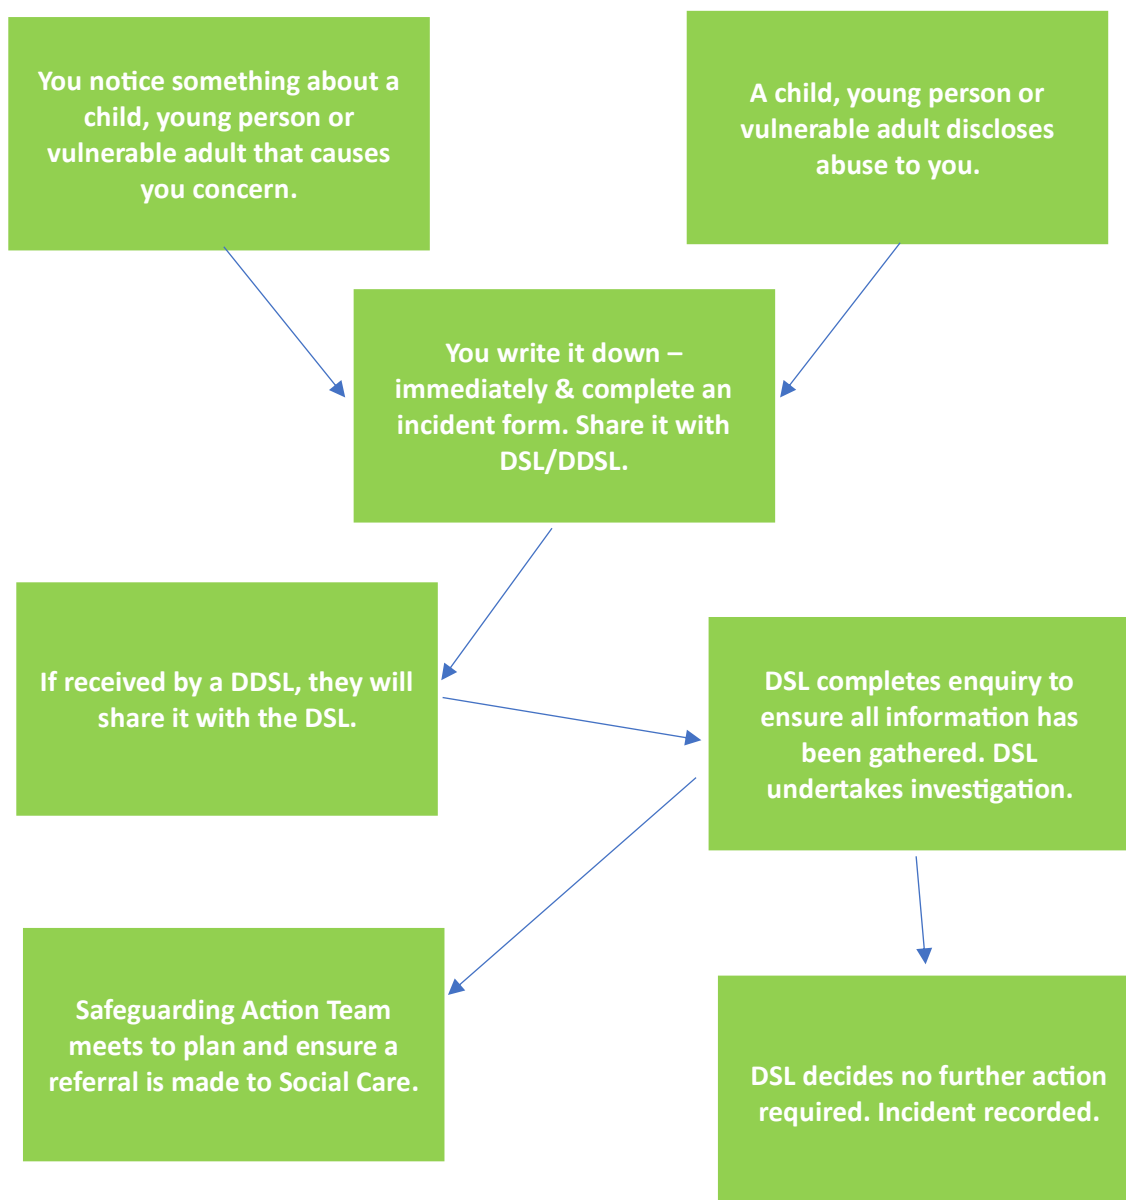 You notice something about a
child, young person or
vulnerable adult that causes
you concern.
A child, young person or
vulnerable adult discloses
abuse to you.
You write it down –
immediately & complete an
incident form. Share it with
DSL/DDSL.
If received by a DDSL, they will
share it with the DSL.
DSL completes enquiry to
ensure all information has
been gathered. DSL
undertakes investigation.
Safeguarding Action Team
meets to plan and ensure a
referral is made to Social Care.
DSL decides no further action
required. Incident recorded.